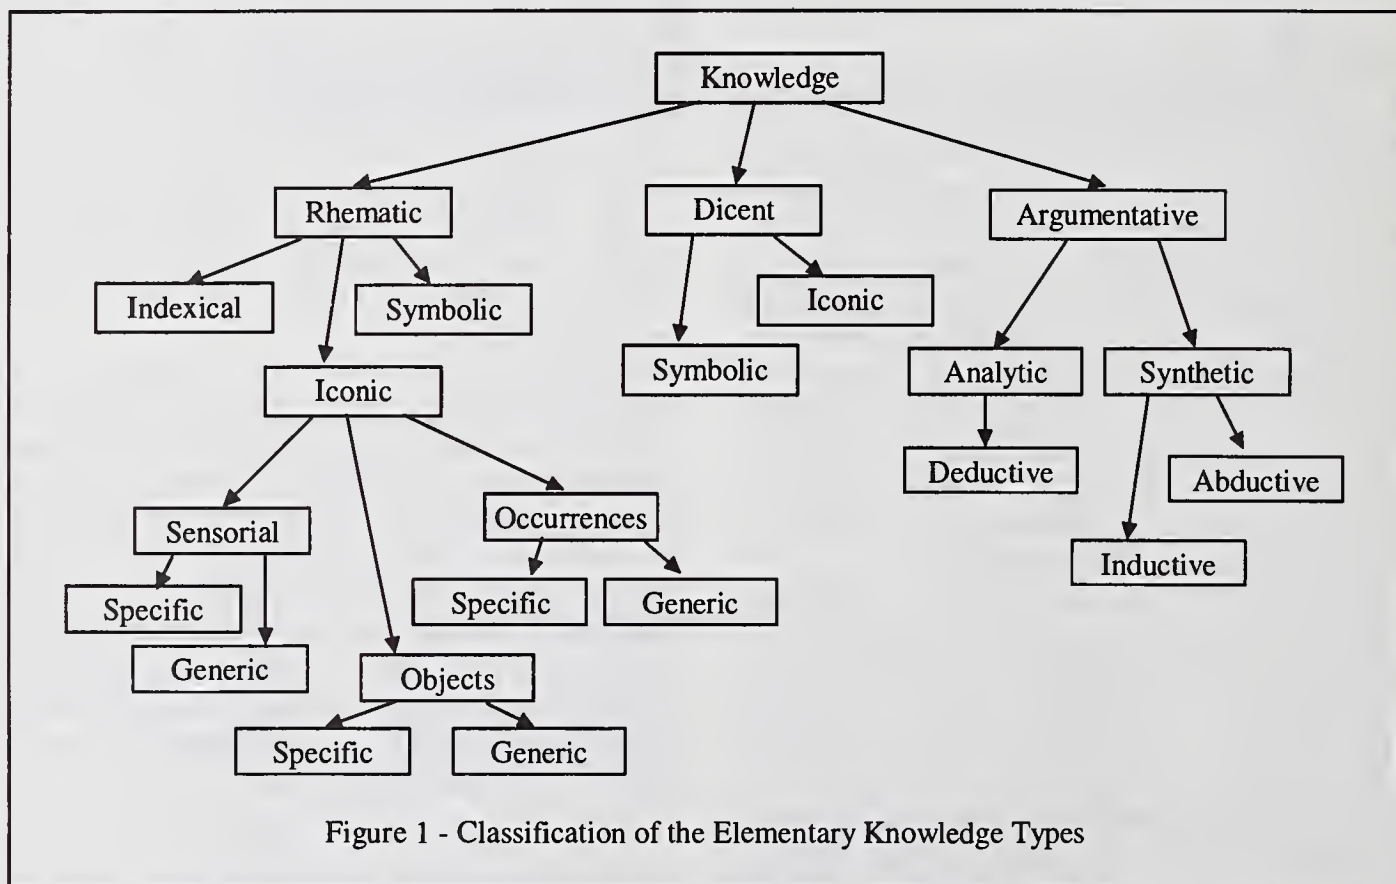 Knowledge
Rhematic
Dicent
Argumentative
Indexical
Symbolic
Iconic
Symbolic
Iconic
Analytic
Synthetic
Deductive
Abductive
Inductive
Sensorial
Occurrences
Specific
Generic
Specific
Generic
Objects
Specific
Generic
Figure 1 - Classification of the Elementary Knowledge Types